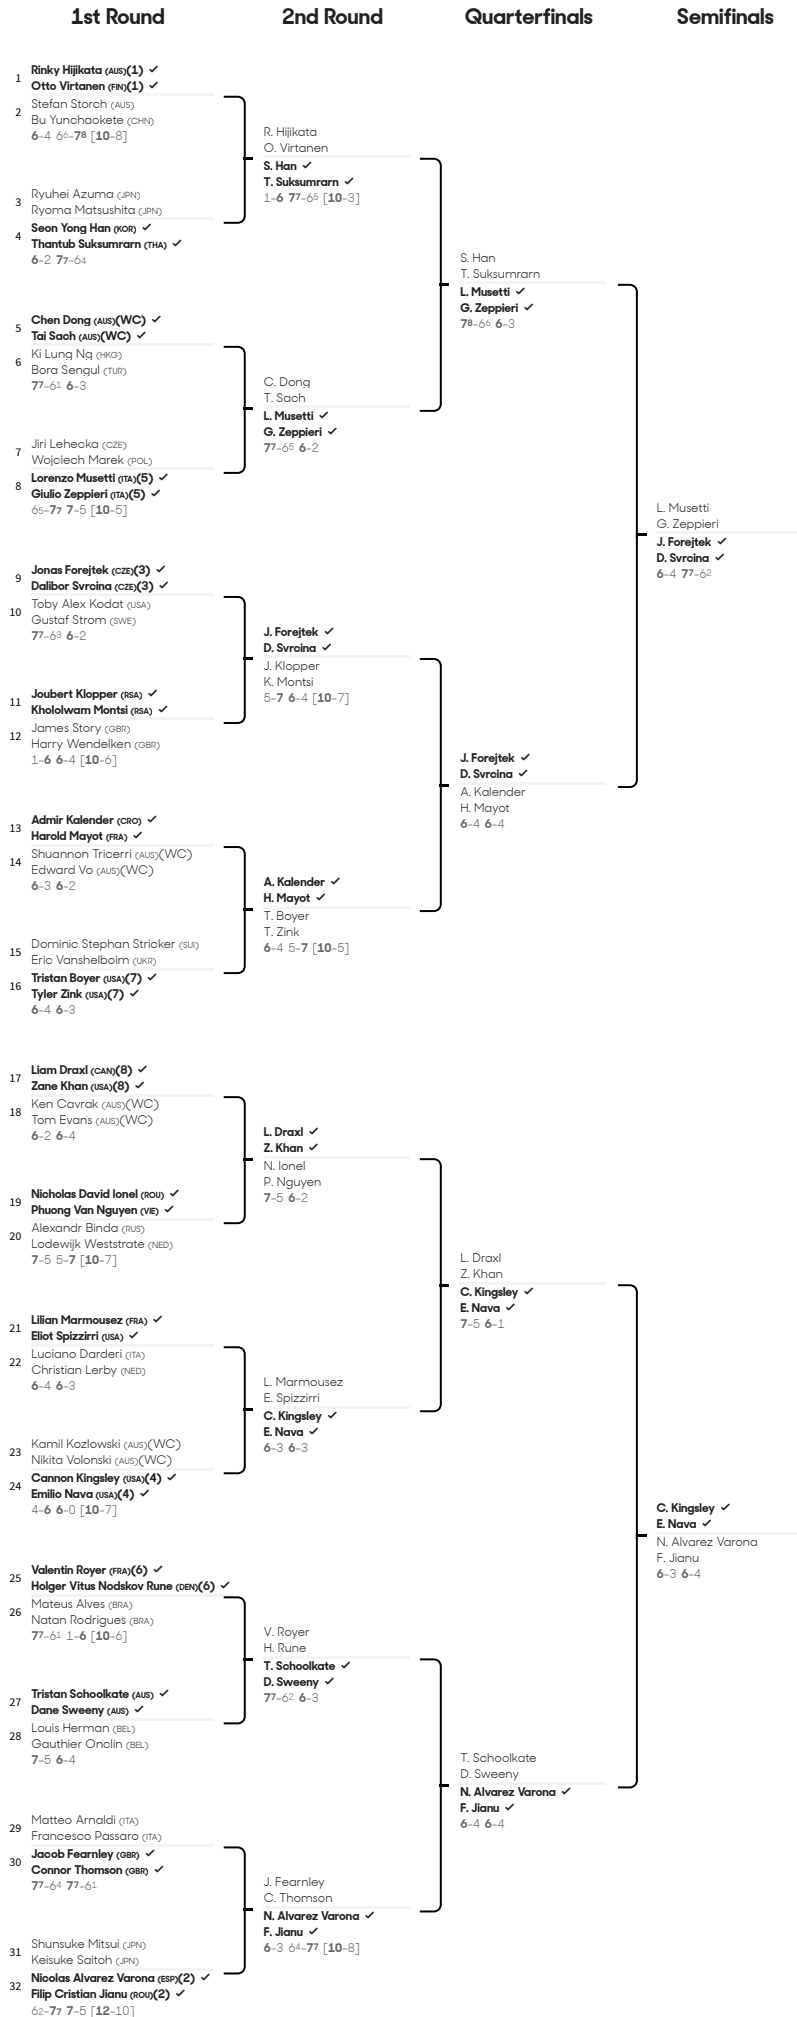 1st Round
2nd Round
Quarterfinals
Semifinals
1
Rinky Hijikata (AUS)(1) ✓
Otto Virtanen (FIN)(1) ✓
2
Stefan Storch (AUS)
Bu Yunchaokete (CHN)
6-4 6⁶-7⁸ [10-8]
3
Ryuhei Azuma (JPN)
Ryoma Matsushita (JPN)
4
Seon Yong Han (KOR) ✓
Thantub Suksumrarn (THA) ✓
6-2 7⁷-6⁴
5
Chen Dong (AUS)(WC) ✓
Tai Sach (AUS)(WC) ✓
6
Ki Lung Ng (HKG)
Bora Sengul (TUR)
7⁷-6¹ 6-3
7
Jiri Lehecka (CZE)
Wojciech Marek (POL)
8
Lorenzo Musetti (ITA)(5) ✓
Giulio Zeppieri (ITA)(5) ✓
6⁵-7⁷ 7-5 [10-5]
9
Jonas Forejtek (CZE)(3) ✓
Dalibor Svrcina (CZE)(3) ✓
10
Toby Alex Kodat (USA)
Gustaf Strom (SWE)
7⁷-6³ 6-2
11
Joubert Klopper (RSA) ✓
Khololwam Montsi (RSA) ✓
12
James Story (GBR)
Harry Wendelken (GBR)
1-6 6-4 [10-6]
13
Admir Kalender (CRO) ✓
Harold Mayot (FRA) ✓
14
Shuannon Tricerri (AUS)(WC)
Edward Vo (AUS)(WC)
6-3 6-2
15
Dominic Stephan Stricker (SUI)
Eric Vanshelboim (UKR)
16
Tristan Boyer (USA)(7) ✓
Tyler Zink (USA)(7) ✓
6-4 6-3
17
Liam Draxl (CAN)(8) ✓
Zane Khan (USA)(8) ✓
18
Ken Cavrak (AUS)(WC)
Tom Evans (AUS)(WC)
6-2 6-4
19
Nicholas David Ionel (ROU) ✓
Phuong Van Nguyen (VIE) ✓
20
Alexandr Binda (RUS)
Lodewijk Weststrate (NED)
7-5 5-7 [10-7]
21
Lilian Marmousez (FRA) ✓
Eliot Spizzirri (USA) ✓
22
Luciano Darderi (ITA)
Christian Lerby (NED)
6-4 6-3
23
Kamil Kozlowski (AUS)(WC)
Nikita Volonski (AUS)(WC)
24
Cannon Kingsley (USA)(4) ✓
Emilio Nava (USA)(4) ✓
4-6 6-0 [10-7]
25
Valentin Royer (FRA)(6) ✓
Holger Vitus Nodskov Rune (DEN)(6) ✓
26
Mateus Alves (BRA)
Natan Rodrigues (BRA)
7⁷-6¹ 1-6 [10-6]
27
Tristan Schoolkate (AUS) ✓
Dane Sweeny (AUS) ✓
28
Louis Herman (BEL)
Gauthier Onclin (BEL)
7-5 6-4
29
Matteo Arnaldi (ITA)
Francesco Passaro (ITA)
30
Jacob Fearnley (GBR) ✓
Connor Thomson (GBR) ✓
7⁷-6⁴ 7⁷-6¹
31
Shunsuke Mitsui (JPN)
Keisuke Saitoh (JPN)
32
Nicolas Alvarez Varona (ESP)(2) ✓
Filip Cristian Jianu (ROU)(2) ✓
6²-7⁷ 7-5 [12-10]
R. Hijikata
O. Virtanen
S. Han ✓
T. Suksumrarn ✓
1-6 7⁷-6⁵ [10-3]
C. Dong
T. Sach
L. Musetti ✓
G. Zeppieri ✓
7⁷-6⁵ 6-2
J. Forejtek ✓
D. Svrcina ✓
J. Klopper
K. Montsi
5-7 6-4 [10-7]
A. Kalender ✓
H. Mayot ✓
T. Boyer
T. Zink
6-4 5-7 [10-5]
L. Draxl ✓
Z. Khan ✓
N. Ionel
P. Nguyen
7-5 6-2
L. Marmousez
E. Spizzirri
C. Kingsley ✓
E. Nava ✓
6-3 6-3
V. Royer
H. Rune
T. Schoolkate ✓
D. Sweeny ✓
7⁷-6² 6-3
J. Fearnley
C. Thomson
N. Alvarez Varona ✓
F. Jianu ✓
6-3 6⁴-7⁷ [10-8]
S. Han
T. Suksumrarn
L. Musetti ✓
G. Zeppieri ✓
7⁸-6⁶ 6-3
J. Forejtek ✓
D. Svrcina ✓
A. Kalender
H. Mayot
6-4 6-4
L. Draxl
Z. Khan
C. Kingsley ✓
E. Nava ✓
7-5 6-1
T. Schoolkate
D. Sweeny
N. Alvarez Varona ✓
F. Jianu ✓
6-4 6-4
L. Musetti
G. Zeppieri
J. Forejtek ✓
D. Svrcina ✓
6-4 7⁷-6²
C. Kingsley ✓
E. Nava ✓
N. Alvarez Varona
F. Jianu
6-3 6-4